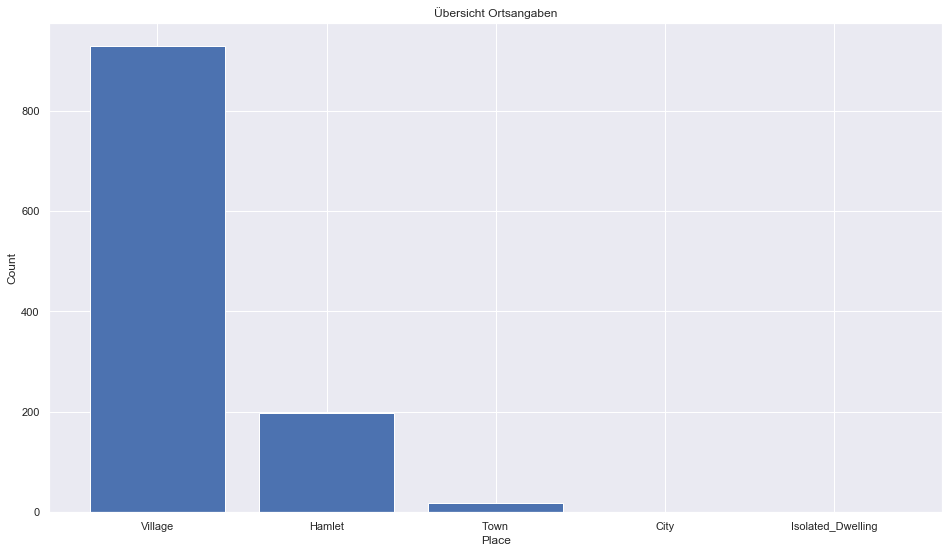 Übersicht Ortsangaben
800
600
400
200
0
Count
Village Hamlet Town City Isolated_Dwelling
Place